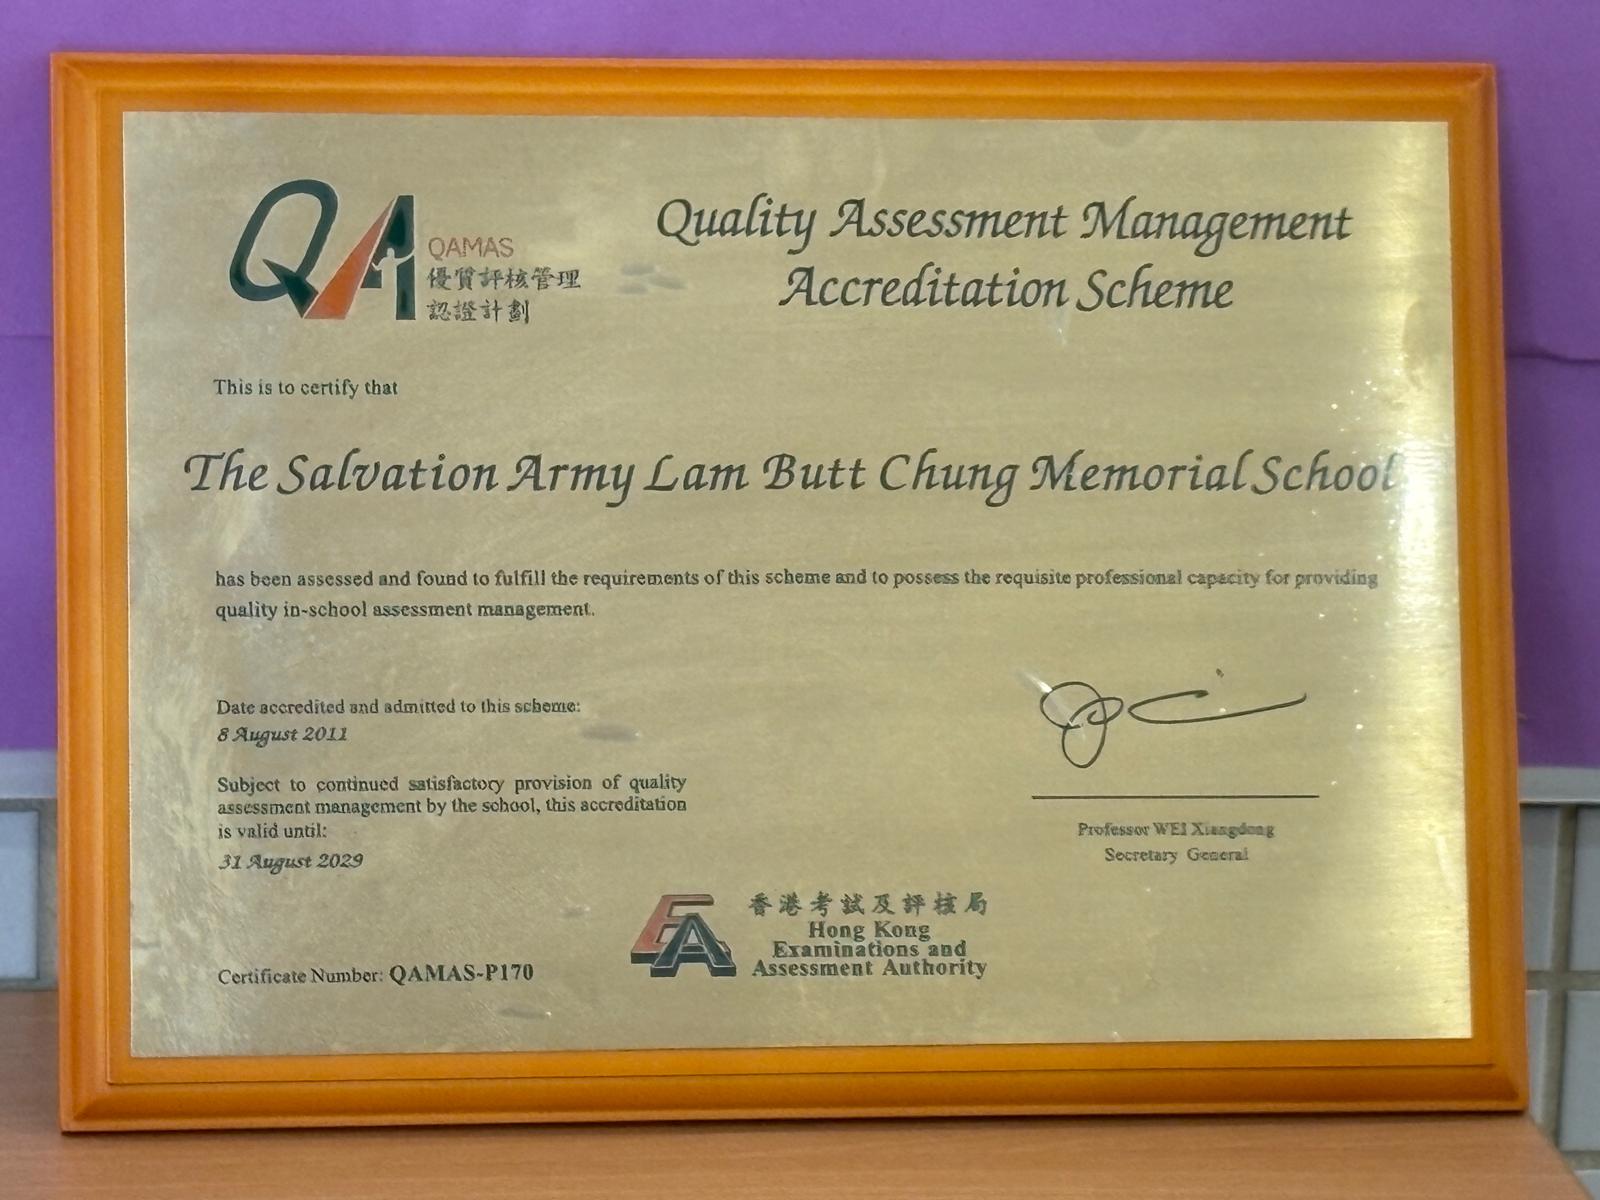 QA
QAMAS
優質評核管理
認證計劃
Quality Assessment Management
Accreditation Scheme
This is to certify that
The Salvation Army Lam Butt Chung Memorial School
has been assessed and found to fulfill the requirements of this scheme and to possess the requisite professional capacity for providing
quality in-school assessment management.
Date accredited and admitted to this scheme:
8 August 2011
Subject to continued satisfactory provision of quality
assessment management by the school, this accreditation
is valid until:
31 August 2029
Professor WEI Xiangdong
Secretary General
Certificate Number: QAMAS-P170
EA
香港考試及評核局
Hong Kong
Examinations and
Assessment Authority